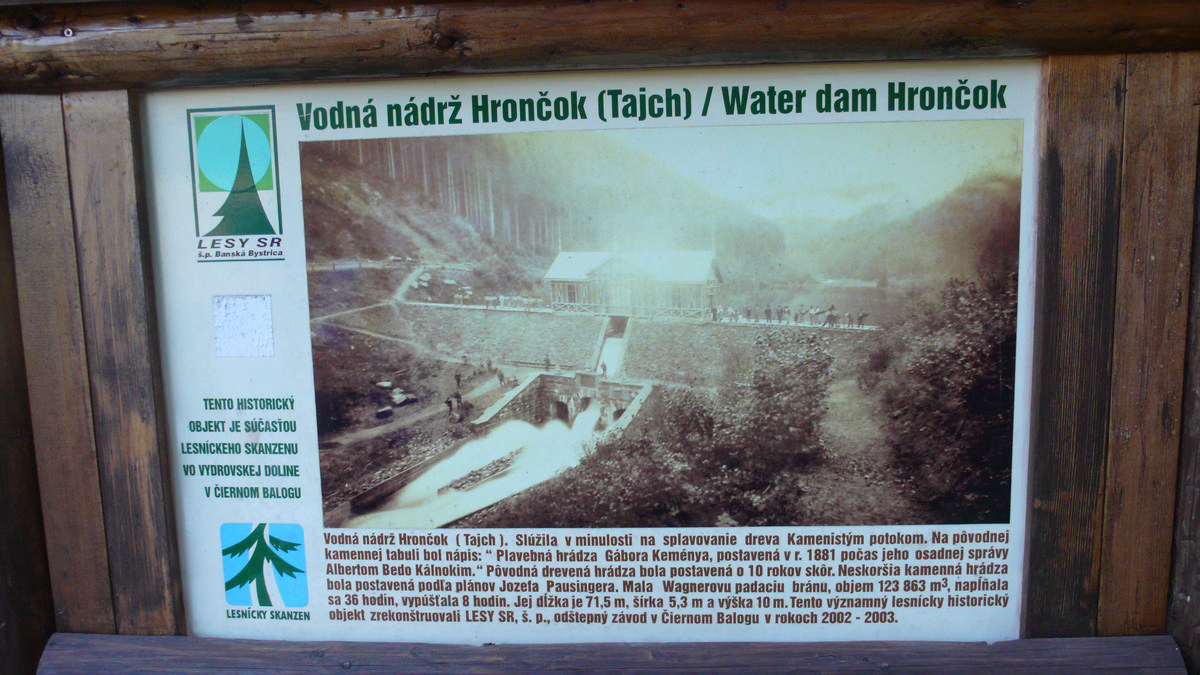 Vodná nádrž Hrončok (Tajch) / Water dam Hrončok
LESY SR
š.p. Banská Bystrica
TENTO HISTORICKÝ
OBJEKT JE SÚČASŤOU
LESNÍCKEHO SKANZENU
VO VYDROVSKEJ DOLINE
V ČIERNOM BALOGU
LESNÍCKY SKANZEN
Vodná nádrž Hrončok ( Tajch ). Slúžila v minulosti na splavovanie dreva Kamenistým potokom. Na pôvodnej
kamennej tabuli bol nápis: “ Plavebná hrádza Gábora Keménya, postavená v r. 1881 počas jeho osadnej správy
Albertom Bedo Kálnokim.“ Pôvodná drevená hrádza bola postavená o 10 rokov skôr. Neskoršia kamenná hrádza
bola postavená podľa plánov Jozefa Pausingera. Mala Wagnerovu padaciu bránu, objem 123 863 m³, napĺňala
sa 36 hodín, vypúšťala 8 hodín. Jej dĺžka je 71,5 m, šírka 5,3 m a výška 10 m. Tento významný lesnícky historický
objekt zrekonštruovali LESY SR, š. p., odštepný závod v Čiernom Balogu v rokoch 2002 - 2003.